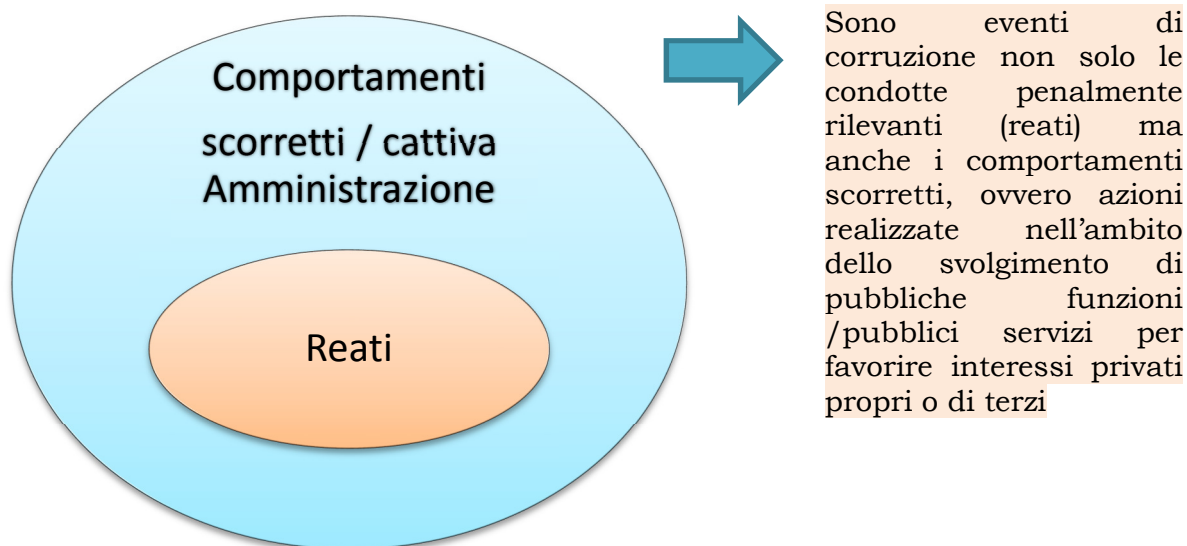 Comportamenti
scorretti / cattiva
Amministrazione
Reati
Sono eventi di
corruzione non solo le
condotte penalmente
rilevanti (reati) ma
anche i comportamenti
scorretti, ovvero azioni
realizzate nell’ambito
dello svolgimento di
pubbliche funzioni
/pubblici servizi per
favorire interessi privati
propri o di terzi